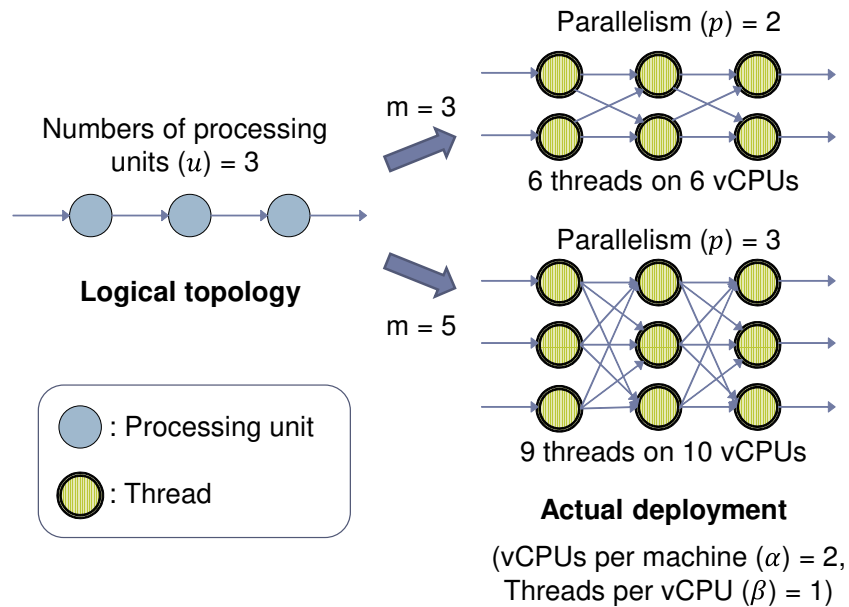 Parallelism (p) = 2
m = 3
Numbers of processing
units (u) = 3
6 threads on 6 vCPUs
Logical topology
Parallelism (p) = 3
m = 5
9 threads on 10 vCPUs
: Processing unit
: Thread
Actual deployment
(vCPUs per machine (α) = 2,
Threads per vCPU (β) = 1)